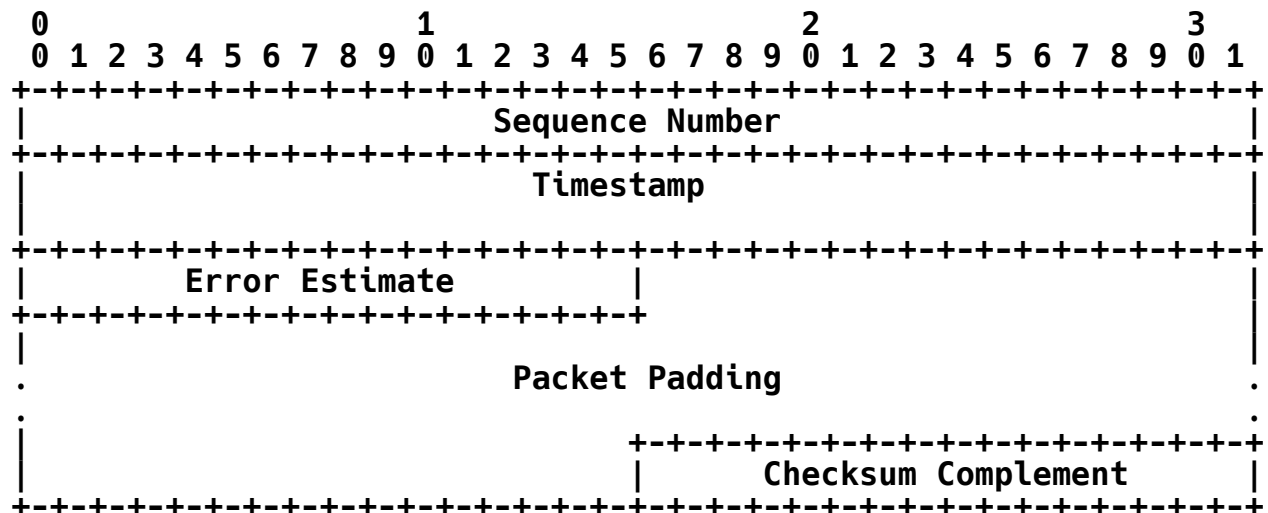 0                   1                   2                   3
 0 1 2 3 4 5 6 7 8 9 0 1 2 3 4 5 6 7 8 9 0 1 2 3 4 5 6 7 8 9 0 1
+-+-+-+-+-+-+-+-+-+-+-+-+-+-+-+-+-+-+-+-+-+-+-+-+-+-+-+-+-+-+-+-+
|                        Sequence Number                        |
+-+-+-+-+-+-+-+-+-+-+-+-+-+-+-+-+-+-+-+-+-+-+-+-+-+-+-+-+-+-+-+-+
|                          Timestamp                            |
|                                                               |
+-+-+-+-+-+-+-+-+-+-+-+-+-+-+-+-+-+-+-+-+-+-+-+-+-+-+-+-+-+-+-+-+
|        Error Estimate         |                               |
+-+-+-+-+-+-+-+-+-+-+-+-+-+-+-+-+                               |
|                                                               |
.                         Packet Padding                        .
.                                                               .
|                               +-+-+-+-+-+-+-+-+-+-+-+-+-+-+-+-+
|                               |      Checksum Complement      |
+-+-+-+-+-+-+-+-+-+-+-+-+-+-+-+-+-+-+-+-+-+-+-+-+-+-+-+-+-+-+-+-+